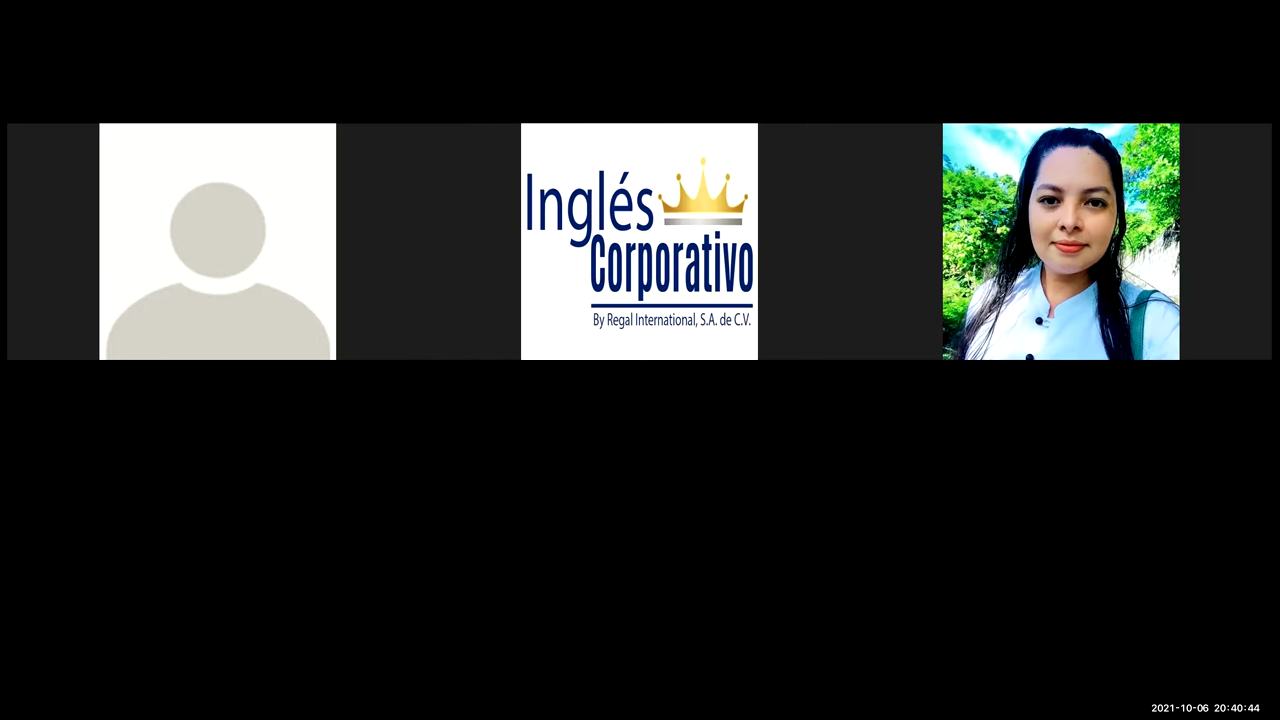 Inglés
Corporativo
By Regal International, S.A. de C.V.
2021-10-06 20:40:44